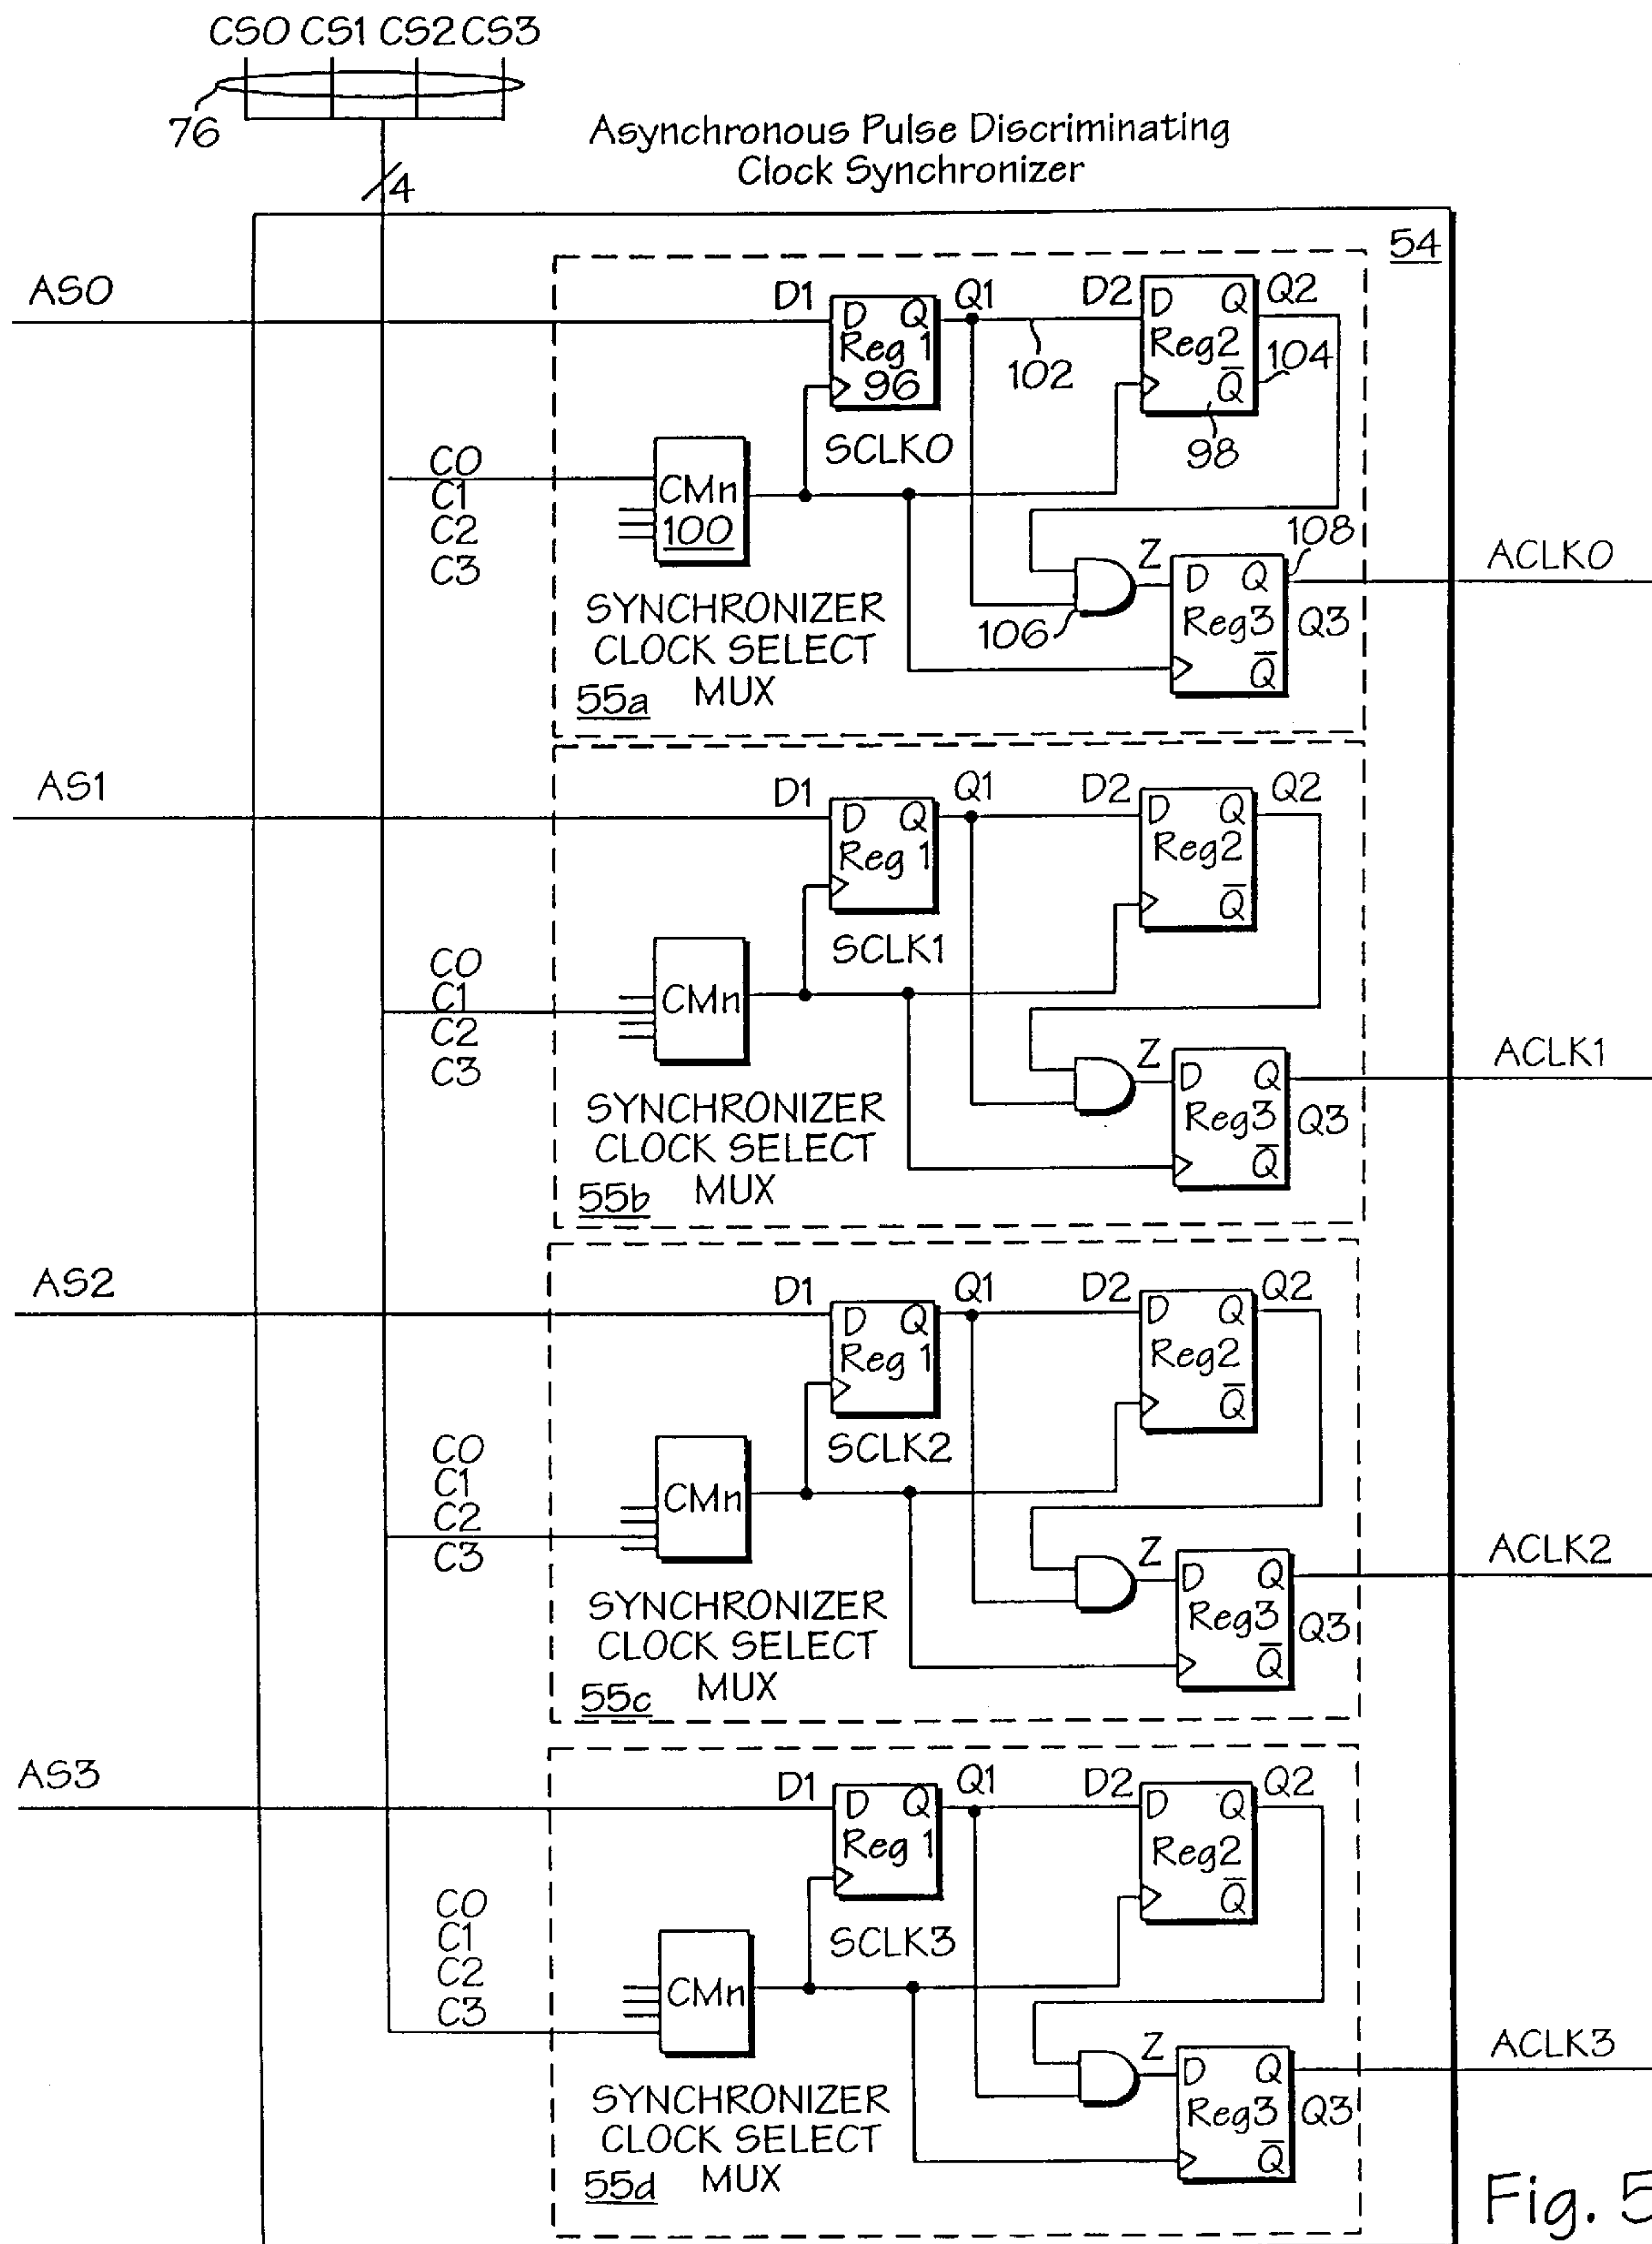 CS0 CS1 CS2 CS3
76
4
Asynchronous Pulse Discriminating
Clock Synchronizer
54
AS0
D1
D Q
Reg 1
96
Q1
102
D2
D Q
Reg2
Q̅
Q2
104
98
SCLK0
C0
C1
C2
C3
CMn
100
SYNCHRONIZER
CLOCK SELECT
MUX
55a
106
Z
D Q
Reg3
Q̅
108
Q3
ACLK0
AS1
D1
D Q
Reg 1
Q1
D2
D Q
Reg2
Q̅
Q2
SCLK1
C0
C1
C2
C3
CMn
SYNCHRONIZER
CLOCK SELECT
MUX
55b
Z
D Q
Reg3
Q̅
Q3
ACLK1
AS2
D1
D Q
Reg 1
Q1
D2
D Q
Reg2
Q̅
Q2
SCLK2
C0
C1
C2
C3
CMn
SYNCHRONIZER
CLOCK SELECT
MUX
55c
Z
D Q
Reg3
Q̅
Q3
ACLK2
AS3
D1
D Q
Reg 1
Q1
D2
D Q
Reg2
Q̅
Q2
SCLK3
C0
C1
C2
C3
CMn
SYNCHRONIZER
CLOCK SELECT
MUX
55d
Z
D Q
Reg3
Q̅
Q3
ACLK3
Fig. 5